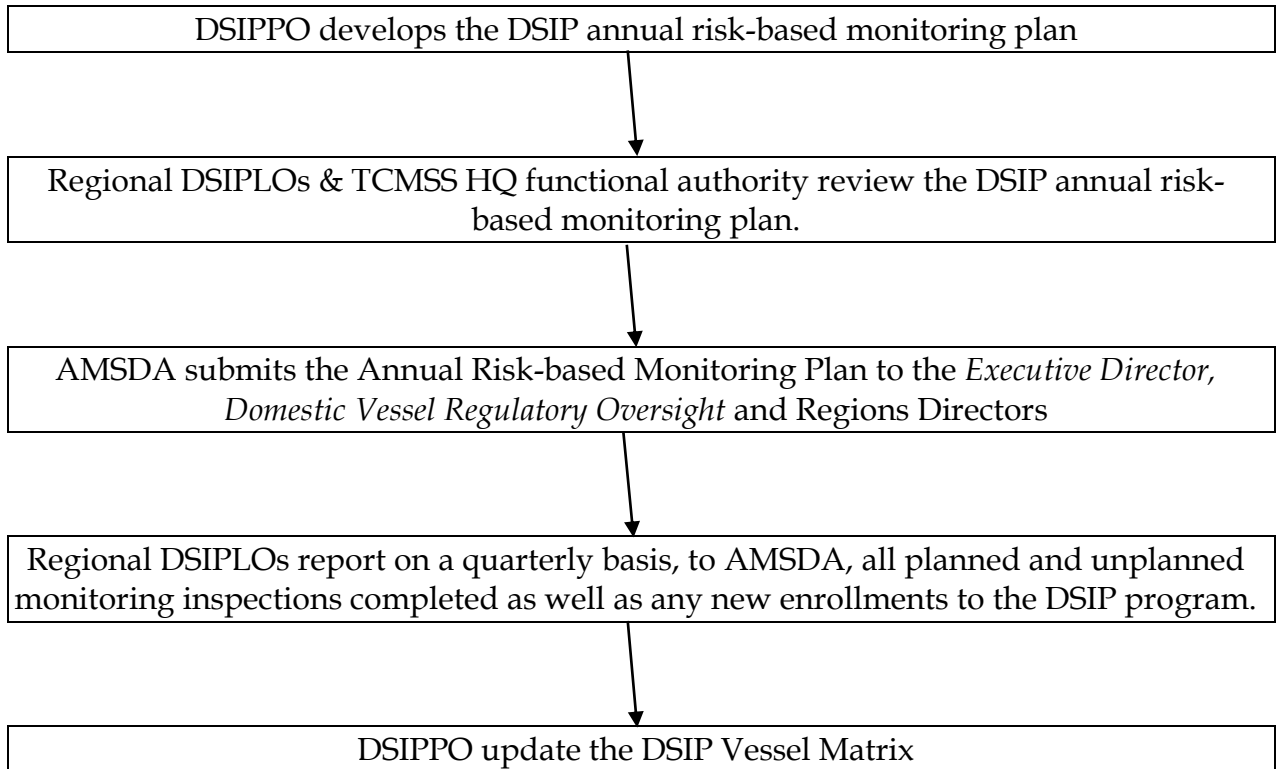 DSIPPO develops the DSIP annual risk-based monitoring plan
Regional DSIPLOs & TCMSS HQ functional authority review the DSIP annual risk-
based monitoring plan.
AMSDA submits the Annual Risk-based Monitoring Plan to the Executive Director,
Domestic Vessel Regulatory Oversight and Regions Directors
Regional DSIPLOs report on a quarterly basis, to AMSDA, all planned and unplanned
monitoring inspections completed as well as any new enrollments to the DSIP program.
DSIPPO update the DSIP Vessel Matrix